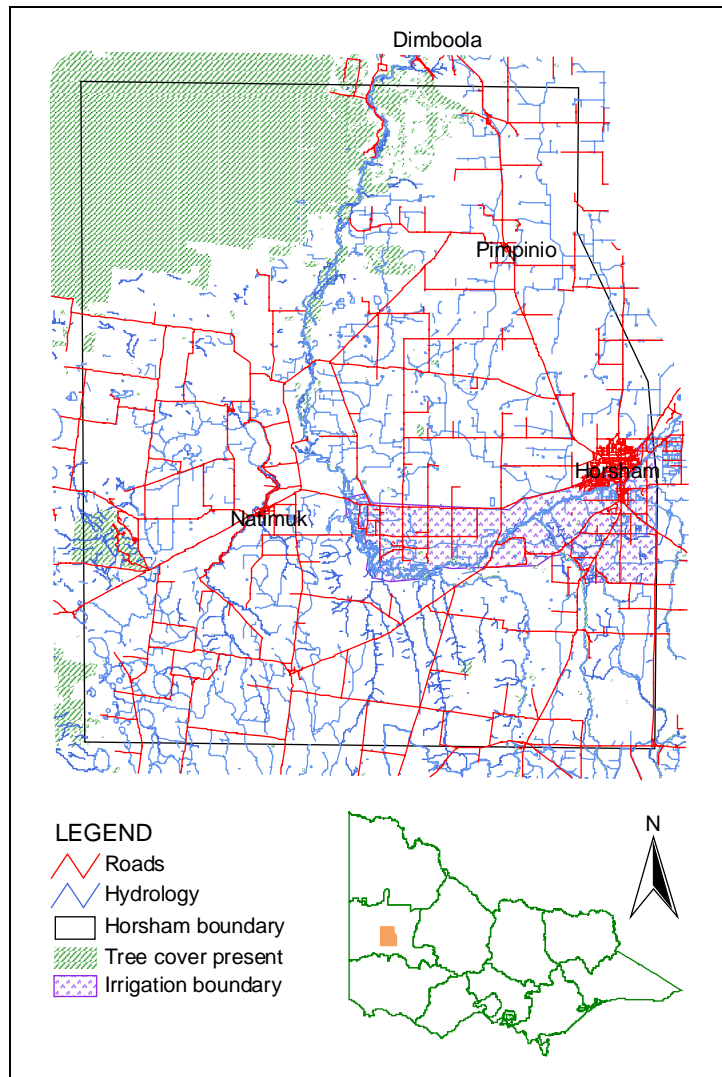 Dimboola
Pimpinio
Horsham
Natimuk
LEGEND
Roads
Hydrology
Horsham boundary
Tree cover present
Irrigation boundary
N